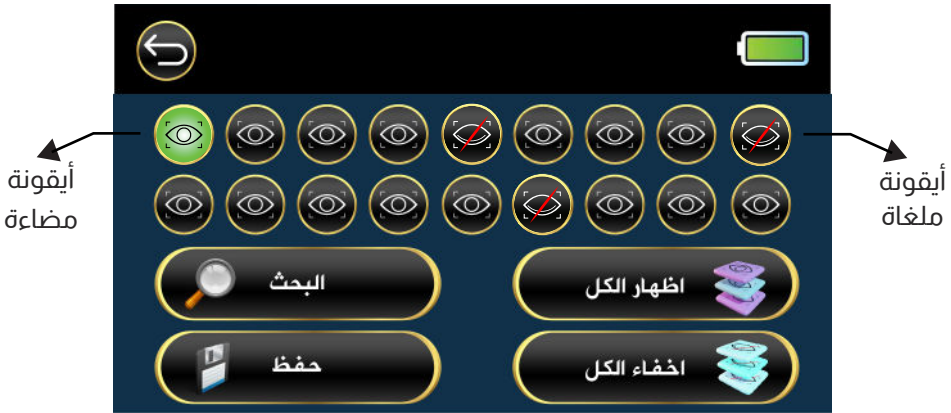 أيقونة
ملغاة
أيقونة
مضاءة
اظهار الكل
البحث
اخفاء الكل
حفظ